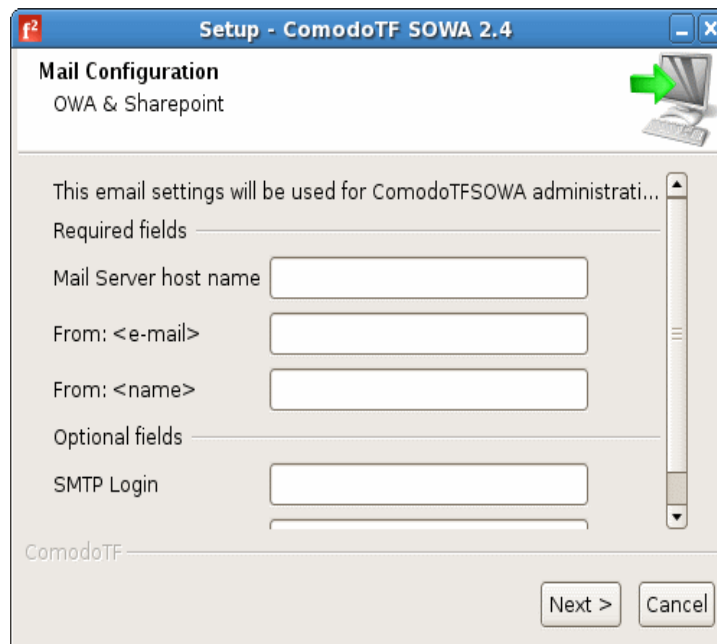 f²
Setup - ComodoTF SOWA 2.4
Mail Configuration
OWA & Sharepoint
This email settings will be used for ComodoTFSOWA administrati...
Required fields
Mail Server host name
From: <e-mail>
From: <name>
Optional fields
SMTP Login
ComodoTF
Next >
Cancel